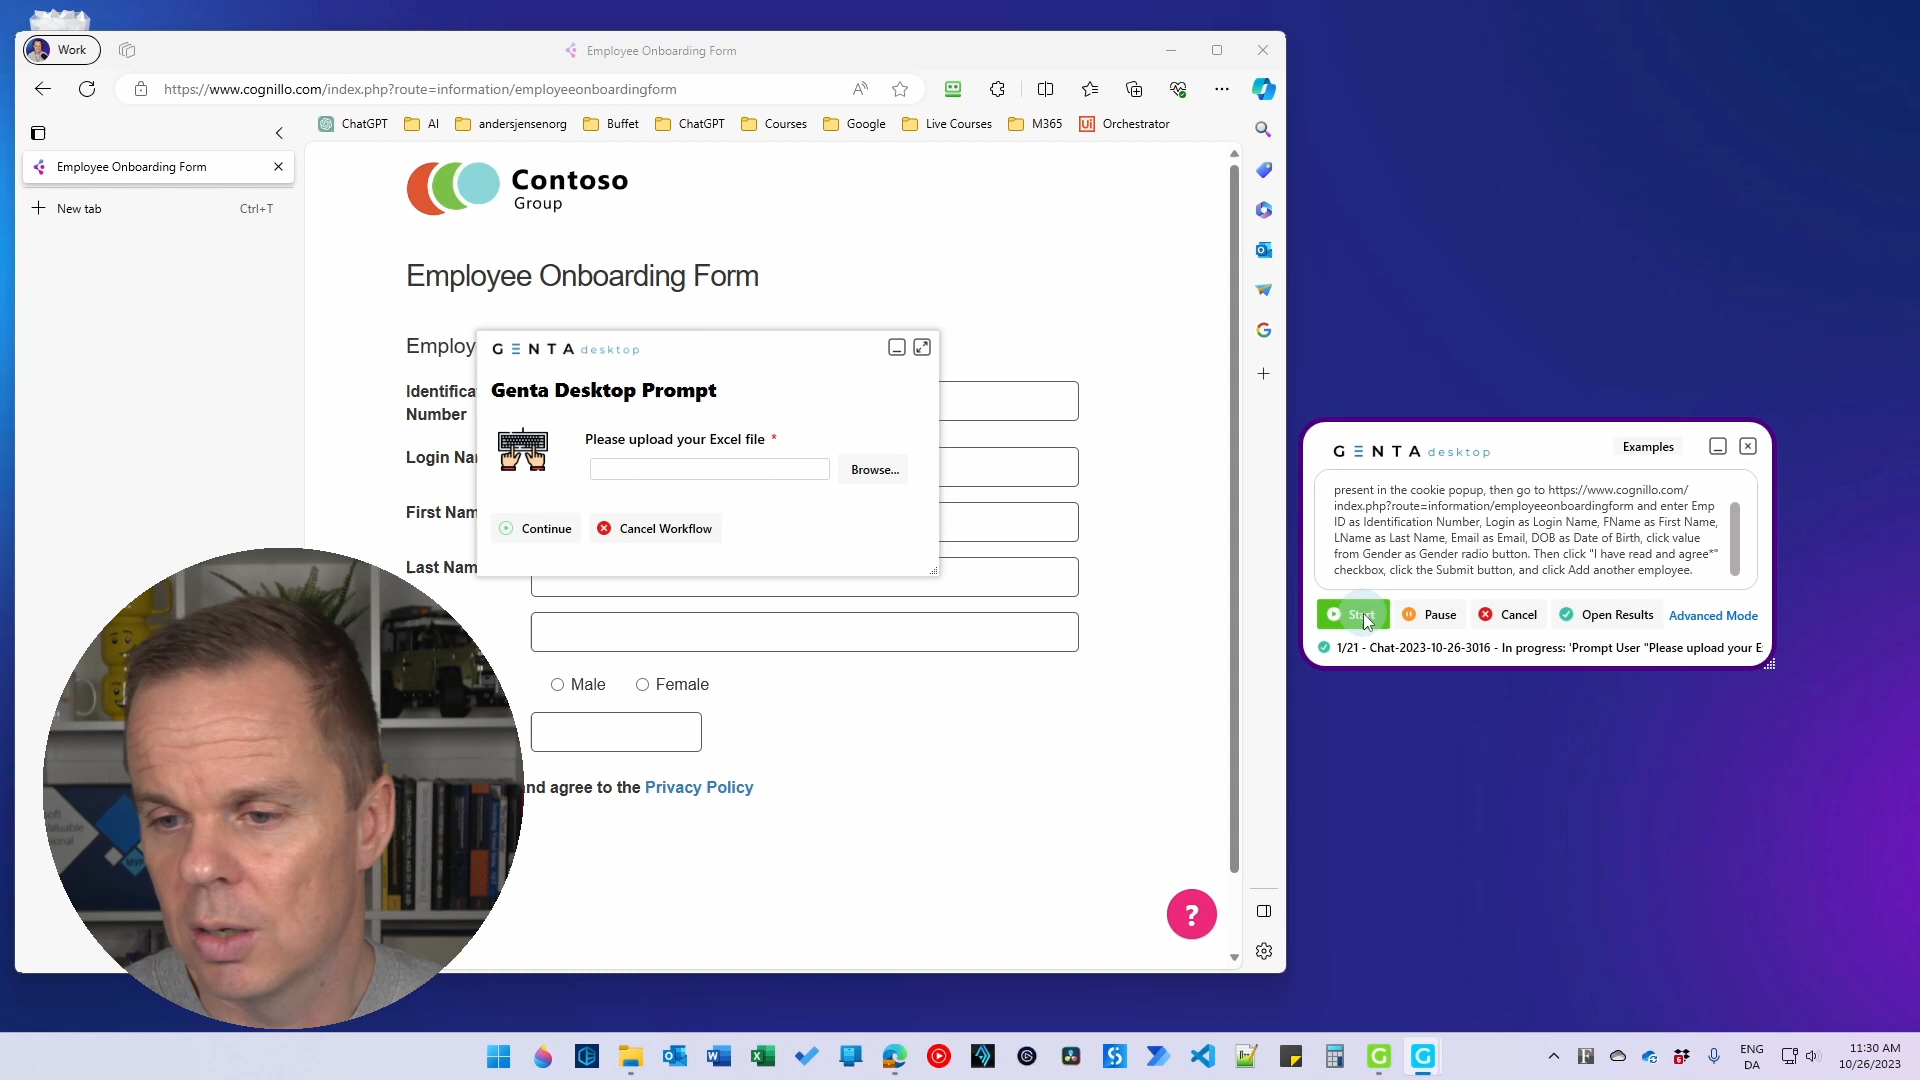 Work
Employee Onboarding Form
https://www.cognillo.com/index.php?route=information/employeeonboardingform
ChatGPT
AI
andersjensenorg
Buffet
ChatGPT
Courses
Google
Live Courses
M365
Ui Orchestrator
Employee Onboarding Form
New tab
Ctrl+T
Contoso
Group
Employee Onboarding Form
Employ
Identifica
Number
Login Na
First Nam
Last Nam
GENTA desktop
Genta Desktop Prompt
Please upload your Excel file *
Browse...
Continue
Cancel Workflow
Male
Female
nd agree to the Privacy Policy
?
GENTA desktop
Examples
present in the cookie popup, then go to https://www.cognillo.com/
index.php?route=information/employeeonboardingform and enter Emp
ID as Identification Number, Login as Login Name, FName as First Name,
LName as Last Name, Email as Email, DOB as Date of Birth, click value
from Gender as Gender radio button. Then click "I have read and agree*"
checkbox, click the Submit button, and click Add another employee.
Start
Pause
Cancel
Open Results
Advanced Mode
1/21 - Chat-2023-10-26-3016 - In progress: 'Prompt User "Please upload your E
MVP
ENG
DA
11:30 AM
10/26/2023